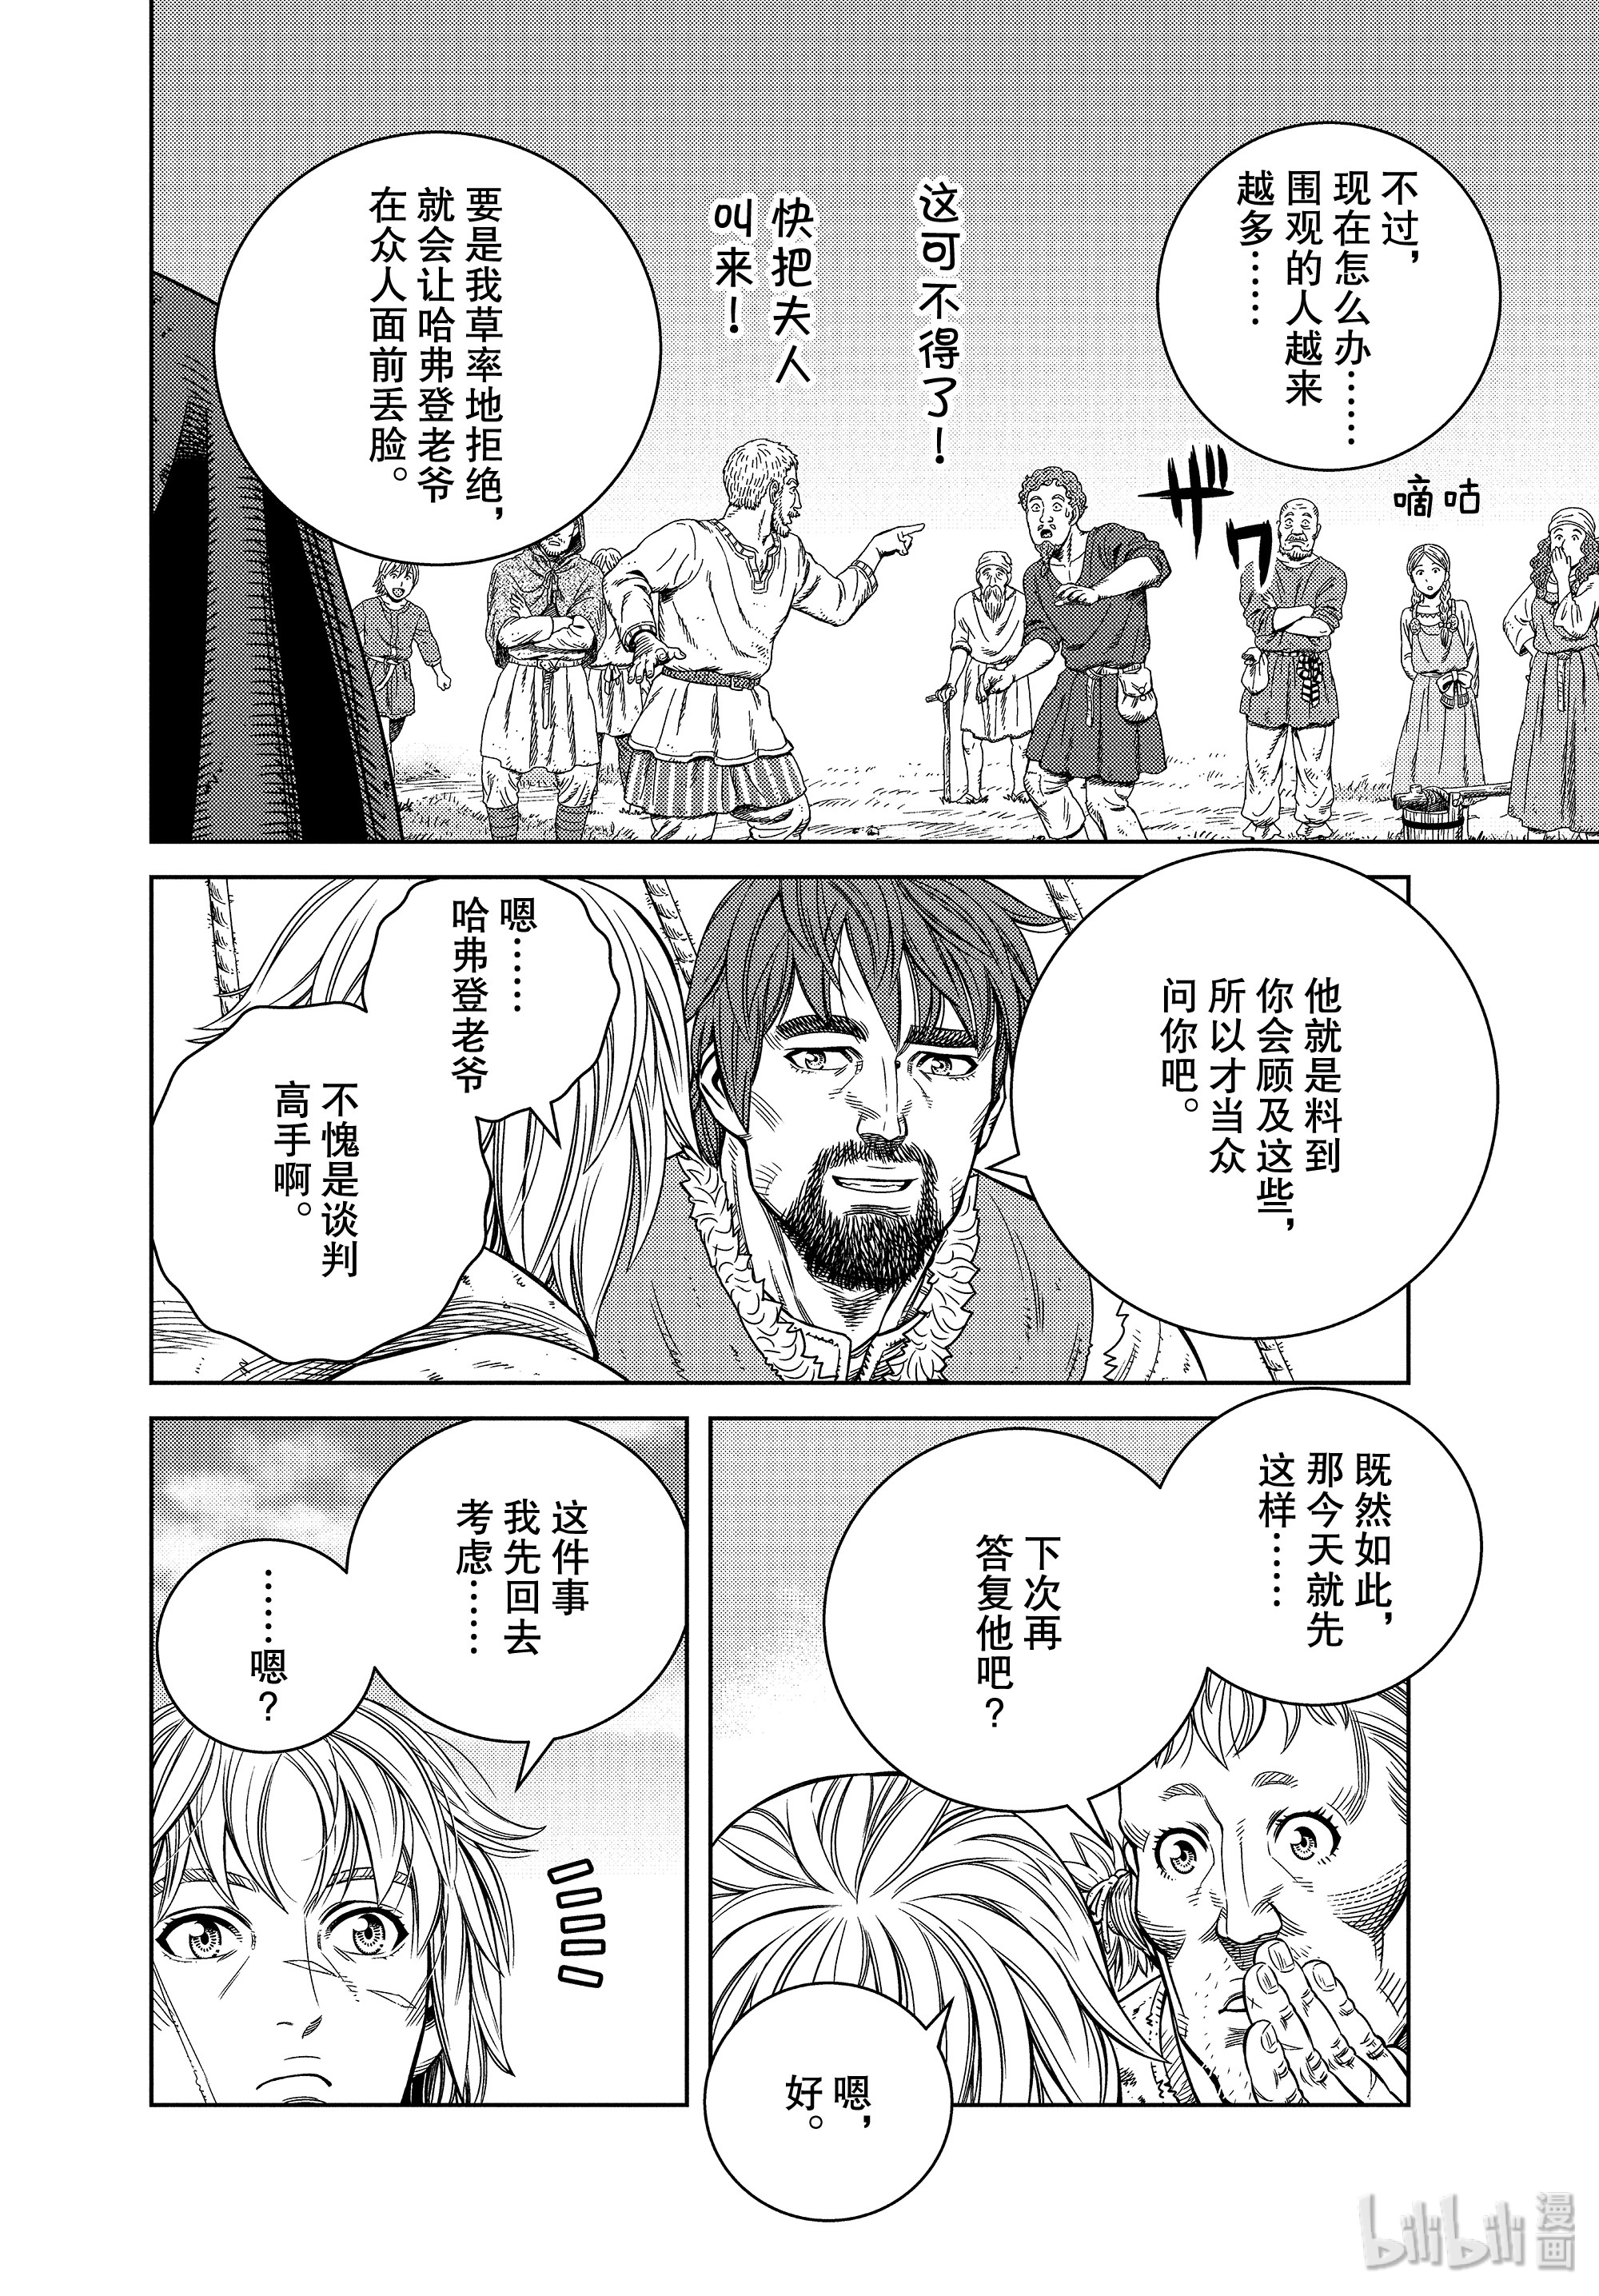 不过，
现在怎么办……
围观的人越来
越多……
嘀咕
ザワ
这可不得了！
快把夫人
叫来！
要是我草率地拒绝，
就会让哈弗登老爷
在众人面前丢脸。
他就是料到
你会顾及这些，
所以才当众
问你吧。
嗯……
哈弗登老爷
不愧是谈判
高手啊。
既然如此，
那今天就先
这样……
下次再
答复他吧？
嗯，
好。
这件事
我先回去
考虑……
……嗯？
bilibili
漫画